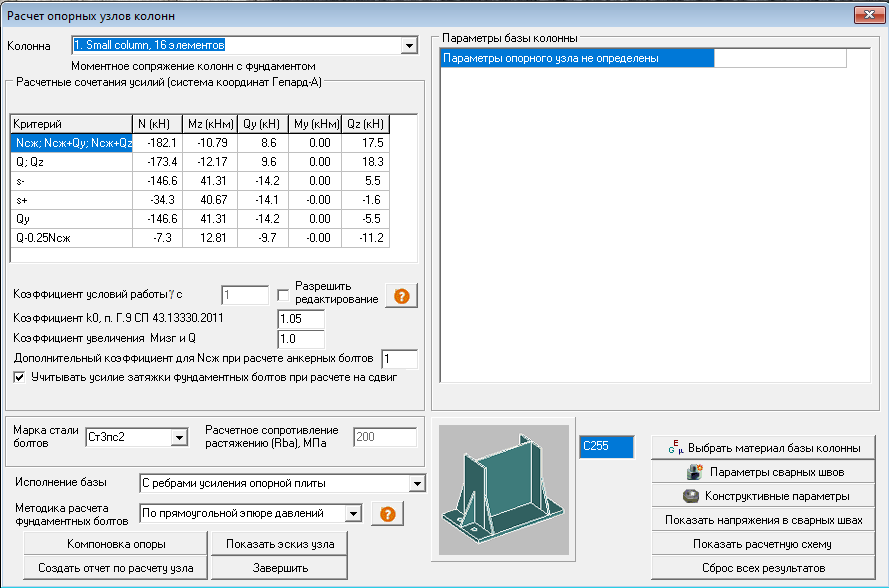 Расчет опорных узлов колонн
Колонна
1. Small column, 16 элементов
Моментное сопряжение колонн с фундаментом
Расчетные сочетания усилий (система координат Гепард-А)
Критерий N (кН) Mz (кНм) Qy (кН) My (кНм) Qz (кН)
Nсж; Nсж+Qy; Nсж+Qz -182.1 -10.79 8.6 0.00 17.5
Q; Qz -173.4 -12.17 9.6 0.00 18.3
s- -146.6 41.31 -14.2 0.00 5.5
s+ -34.3 40.67 -14.1 -0.00 -1.6
Qy -146.6 41.31 -14.2 -0.00 -5.5
Q-0.25Nсж -7.3 12.81 -9.7 -0.00 -11.2
Коэффициент условий работы γ с
1
Разрешить
редактирование
?
Коэффициент k0, п. Г.9 СП 43.13330.2011
1.05
Коэффициент увеличения Mизг и Q
1.0
Дополнительный коэффициент для Nсж при расчете анкерных болтов
1
Учитывать усилие затяжки фундаментных болтов при расчете на сдвиг
Марка стали
болтов
Ст3пс2
Расчетное сопротивление
растяжению (Rba), МПа
200
Исполнение базы
С ребрами усиления опорной плиты
Методика расчета
фундаментных болтов
По прямоугольной эпюре давлений
?
Компоновка опоры
Показать эскиз узла
Создать отчет по расчету узла
Завершить
Параметры базы колонны
Параметры опорного узла не определены
C255
E
G μ
Выбрать материал базы колонны
Параметры сварных швов
Конструктивные параметры
Показать напряжения в сварных швах
Показать расчетную схему
Сброс всех результатов